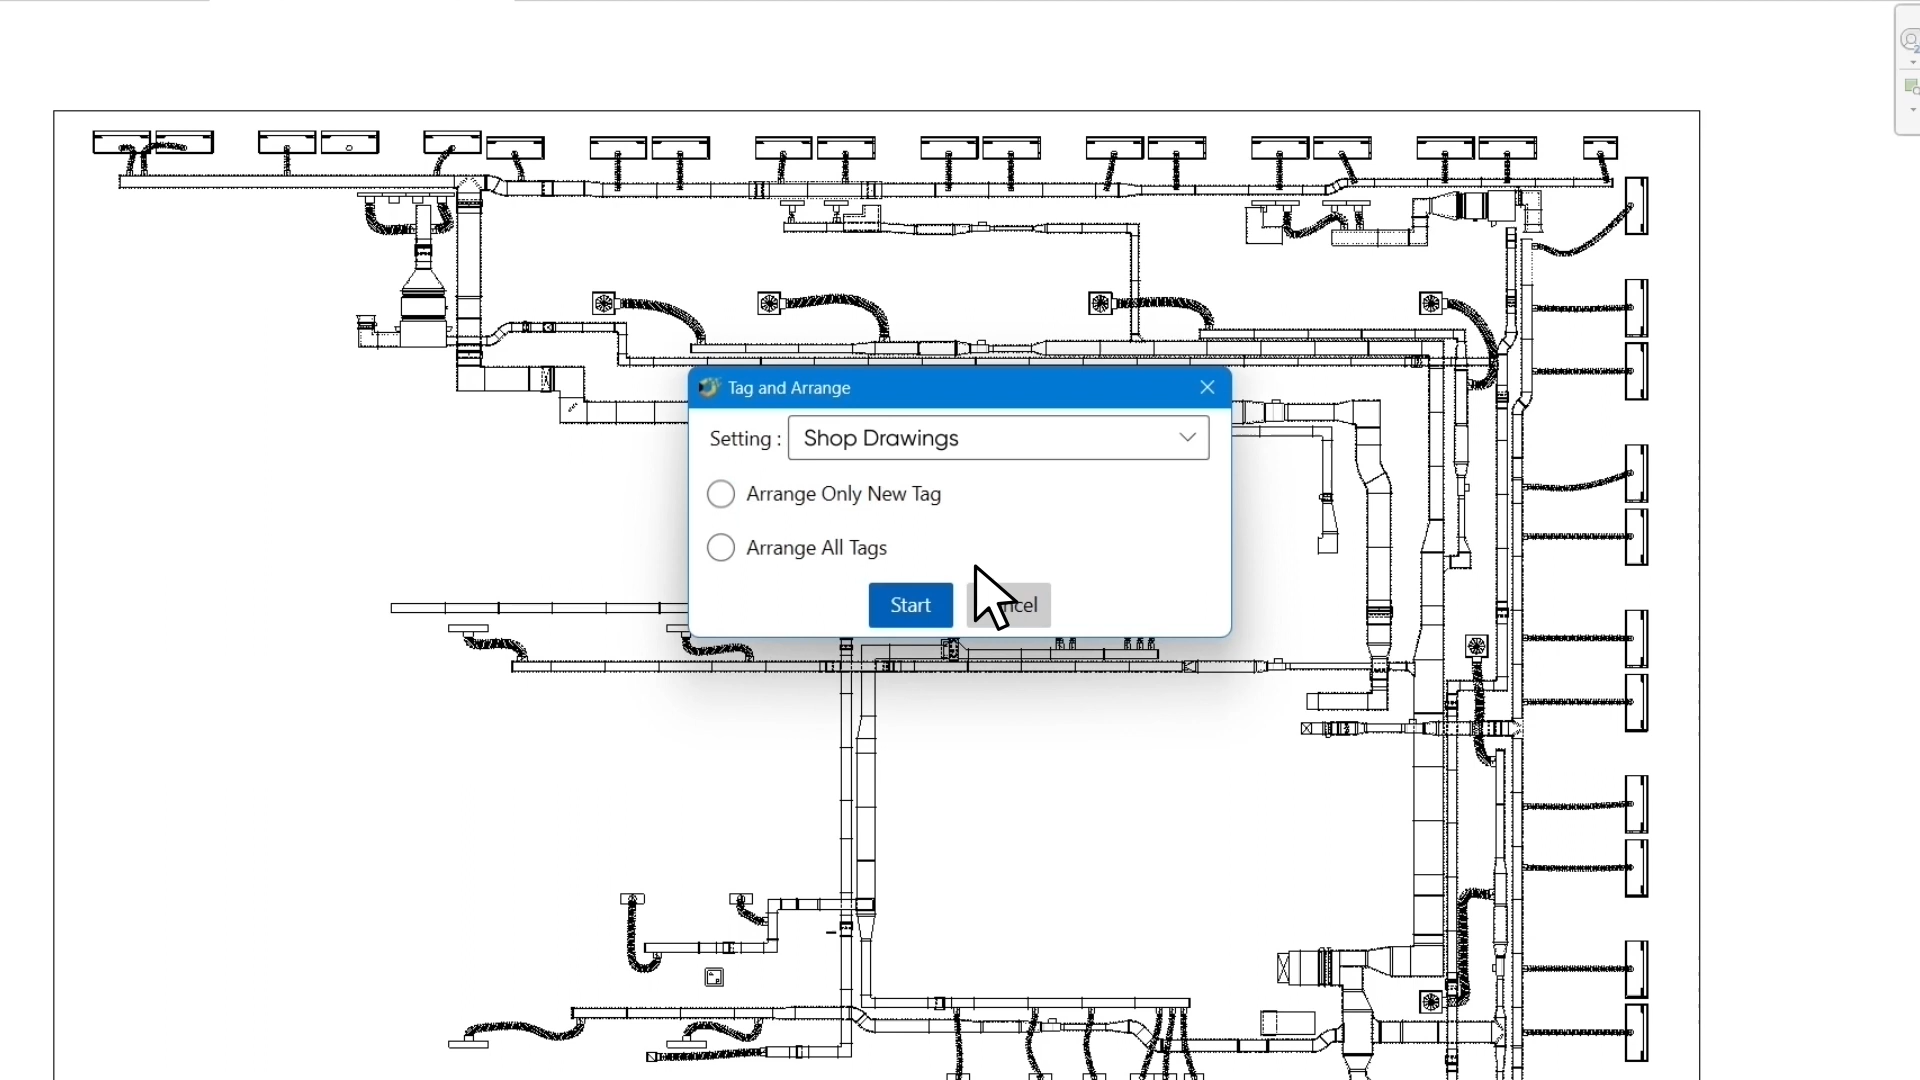 Tag and Arrange
Setting : Shop Drawings
Arrange Only New Tag
Arrange All Tags
Start